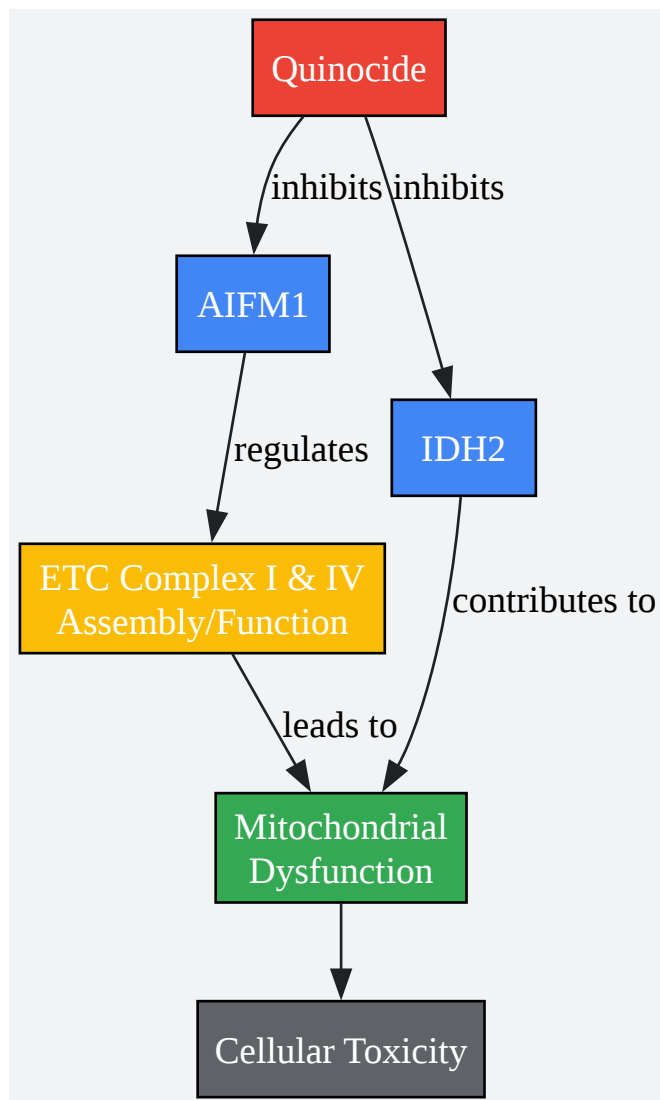 Quinocide
inhibits inhibits
AIFM1
regulates
IDH2
ETC Complex I & IV
Assembly/Function
contributes to
leads to
Mitochondrial
Dysfunction
Cellular Toxicity